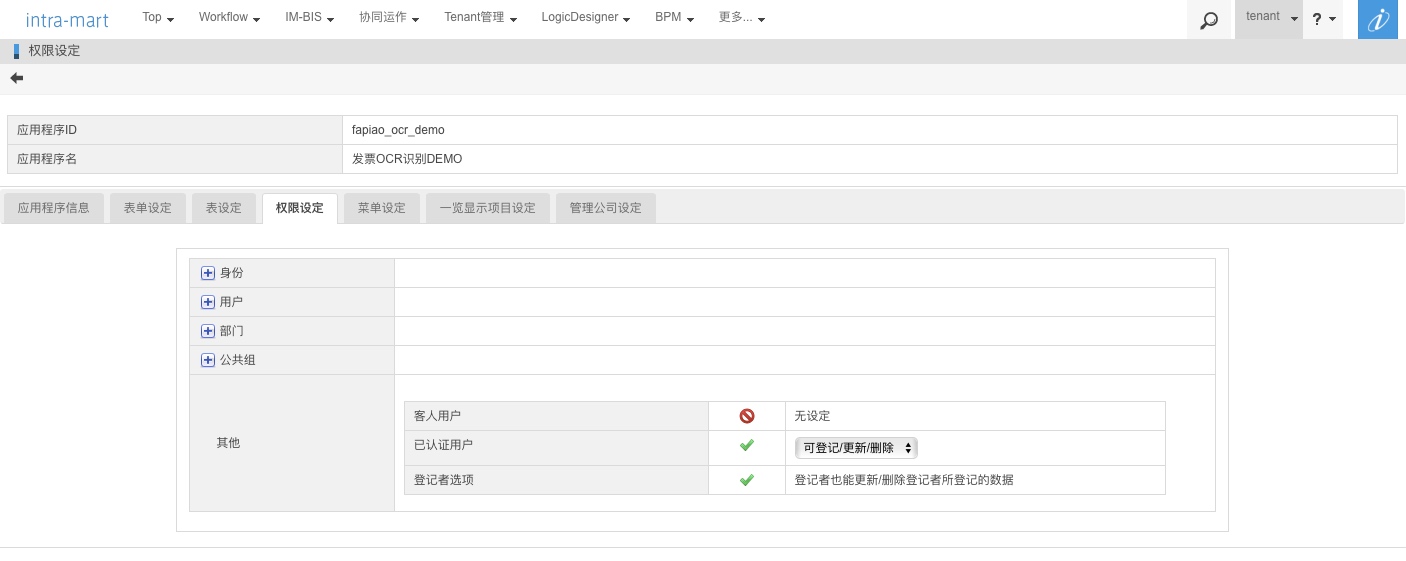 intra-mart Top Workflow IM-BIS 协同运作 Tenant管理 LogicDesigner BPM 更多... tenant ?
权限设定
应用程序ID fapiao_ocr_demo
应用程序名 发票OCR识别DEMO
应用程序信息 表单设定 表设定 权限设定 菜单设定 一览显示项目设定 管理公司设定
身份
用户
部门
公共组
其他
客人用户 无设定
已认证用户 可登记/更新/删除
登记者选项 登记者也能更新/删除登记者所登记的数据